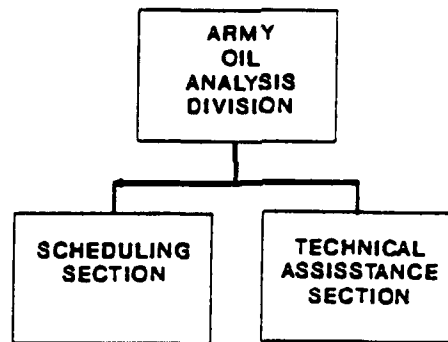 ARMY
OIL
ANALYSIS
DIVISION
SCHEDULING
SECTION
TECHNICAL
ASSISSTANCE
SECTION